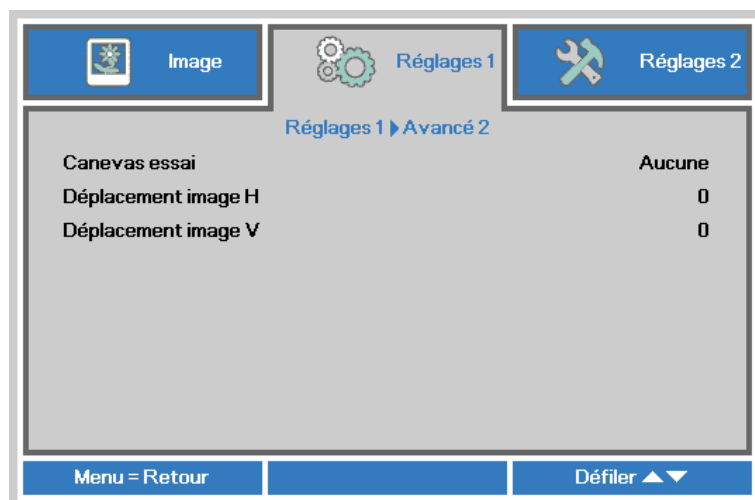 Image
Réglages 1
Réglages 2
Réglages 1 ▶ Avancé 2
Canevas essai Aucune
Déplacement image H 0
Déplacement image V 0
Menu = Retour
Défiler ▲▼